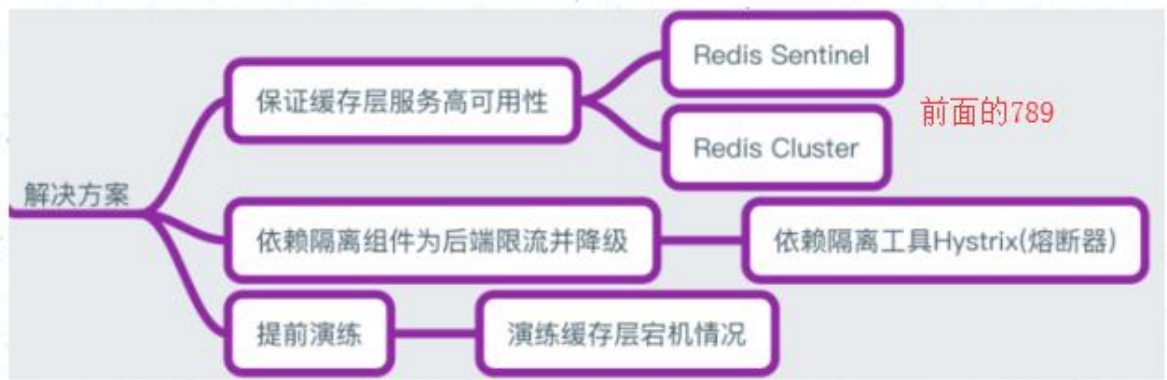 解决方案
保证缓存层服务高可用性
Redis Sentinel
Redis Cluster
前面的789
依赖隔离组件为后端限流并降级
依赖隔离工具Hystrix(熔断器)
提前演练
演练缓存层宕机情况